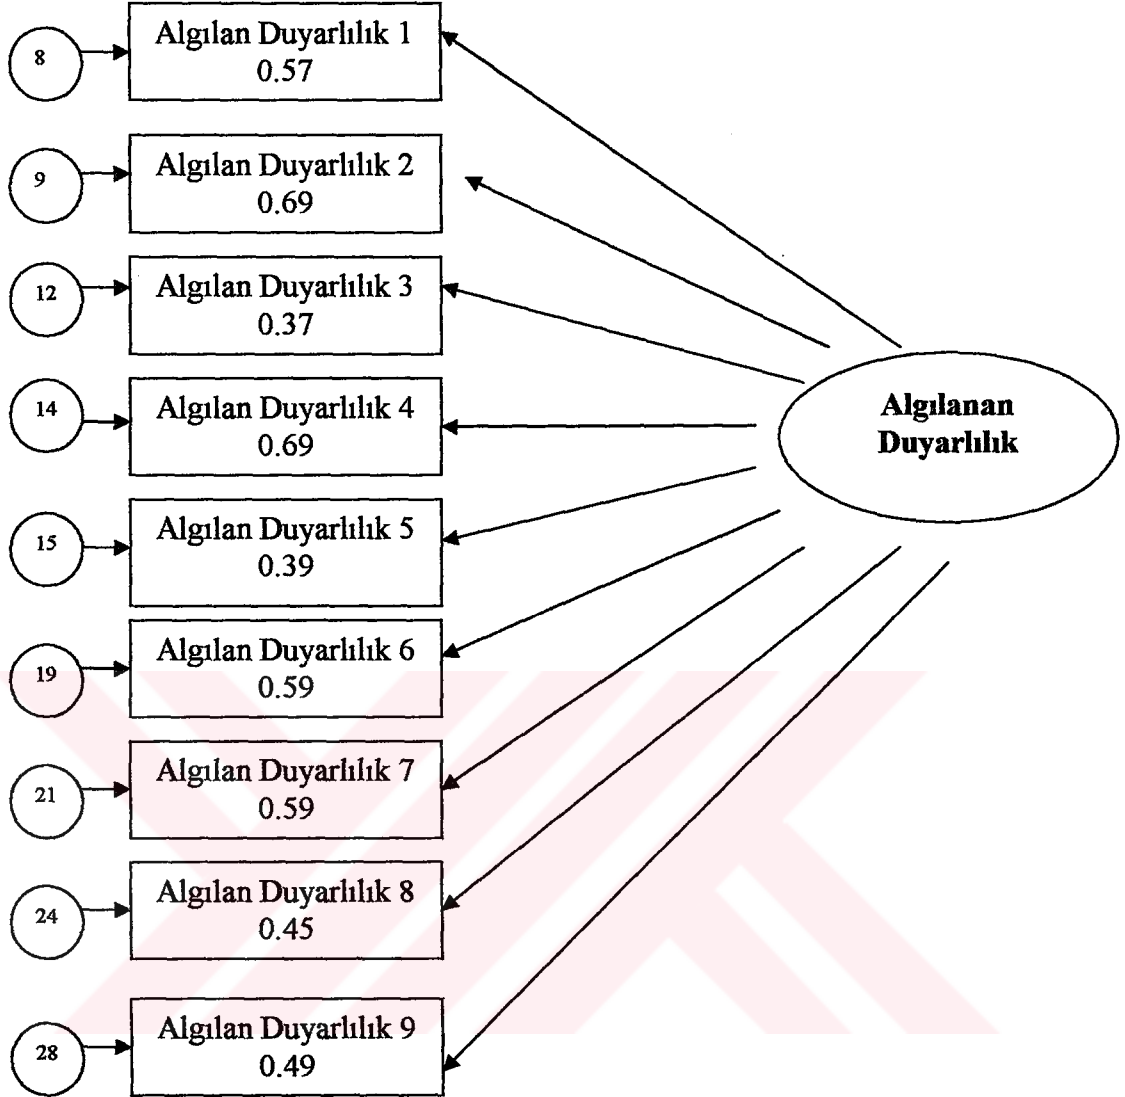 8
Algılan Duyarlılık 1
0.57
9
Algılan Duyarlılık 2
0.69
12
Algılan Duyarlılık 3
0.37
14
Algılan Duyarlılık 4
0.69
15
Algılan Duyarlılık 5
0.39
19
Algılan Duyarlılık 6
0.59
21
Algılan Duyarlılık 7
0.59
24
Algılan Duyarlılık 8
0.45
28
Algılan Duyarlılık 9
0.49
Algılanan
Duyarlılık